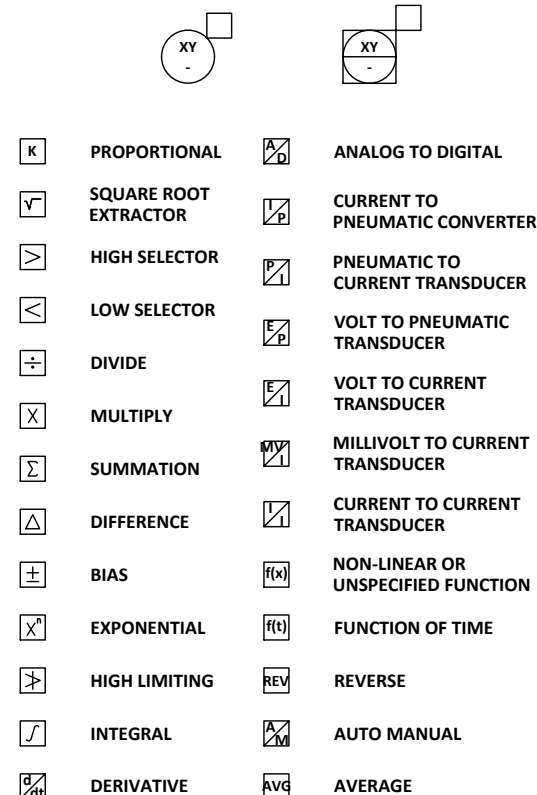 XY
-
XY
-
K PROPORTIONAL
√ SQUARE ROOT
EXTRACTOR
> HIGH SELECTOR
< LOW SELECTOR
÷ DIVIDE
X MULTIPLY
Σ SUMMATION
Δ DIFFERENCE
± BIAS
Xⁿ EXPONENTIAL
HIGH LIMITING
∫ INTEGRAL
d/dt DERIVATIVE
A/D ANALOG TO DIGITAL
I/P CURRENT TO
PNEUMATIC CONVERTER
P/I PNEUMATIC TO
CURRENT TRANSDUCER
E/P VOLT TO PNEUMATIC
TRANSDUCER
E/I VOLT TO CURRENT
TRANSDUCER
MV/I MILLIVOLT TO CURRENT
TRANSDUCER
I/I CURRENT TO CURRENT
TRANSDUCER
f(x) NON-LINEAR OR
UNSPECIFIED FUNCTION
f(t) FUNCTION OF TIME
REV REVERSE
A/M AUTO MANUAL
AVG AVERAGE